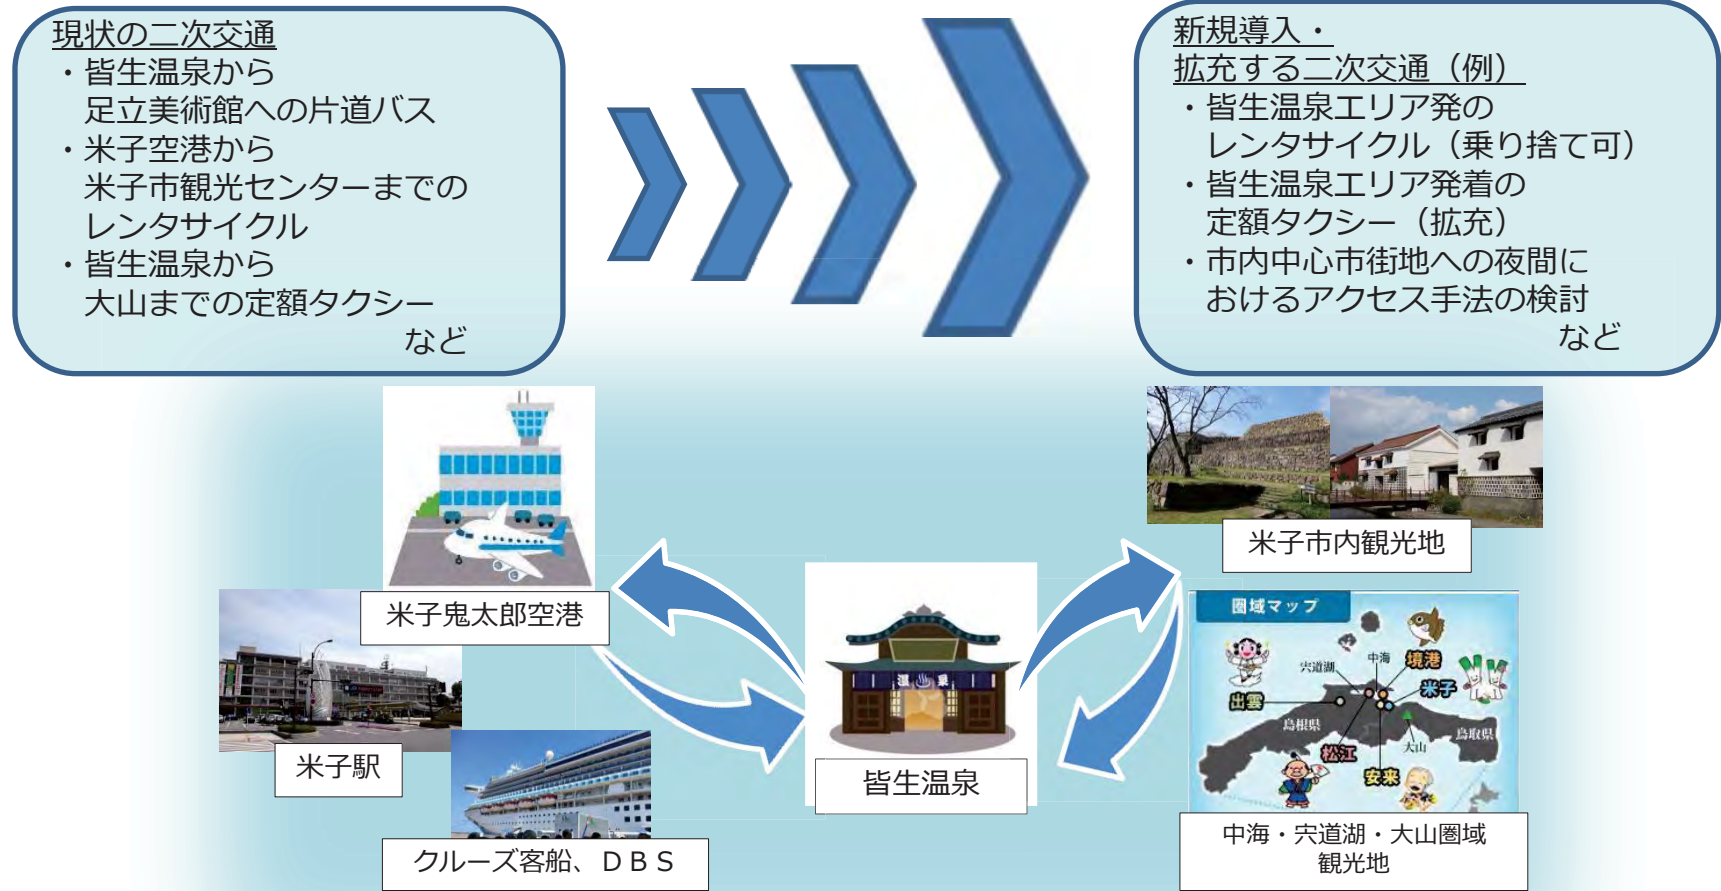 現状の二次交通
・皆生温泉から
足立美術館への片道バス
・米子空港から
米子市観光センターまでの
レンタサイクル
・皆生温泉から
大山までの定額タクシー
など
新規導入・
拡充する二次交通（例）
・皆生温泉エリア発の
レンタサイクル（乗り捨て可）
・皆生温泉エリア発着の
定額タクシー（拡充）
・市内中心市街地への夜間に
おけるアクセス手法の検討
など
米子鬼太郎空港
米子駅
クルーズ客船、ＤＢＳ
温泉
皆生温泉
米子市内観光地
圏域マップ
宍道湖
中海
境港
米子
出雲
島根県
鳥取県
松江
大山
安来
中海・宍道湖・大山圏域
観光地